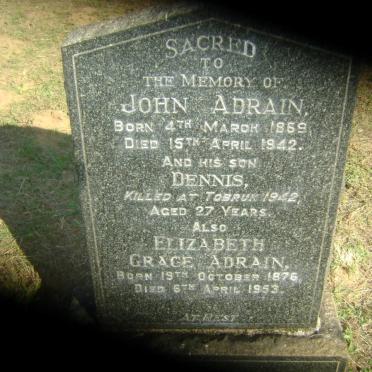 SACRED
TO
THE MEMORY OF
JOHN ADRAIN,
BORN 4TH MARCH 1869
DIED 15TH APRIL 1942.
AND HIS SON
DENNIS,
KILLED AT TOBRUK 1942,
AGED 27 YEARS.
ALSO
ELIZABETH
GRACE ADRAIN.
BORN 19TH OCTOBER 1876,
DIED 6TH APRIL 1953.
AT REST